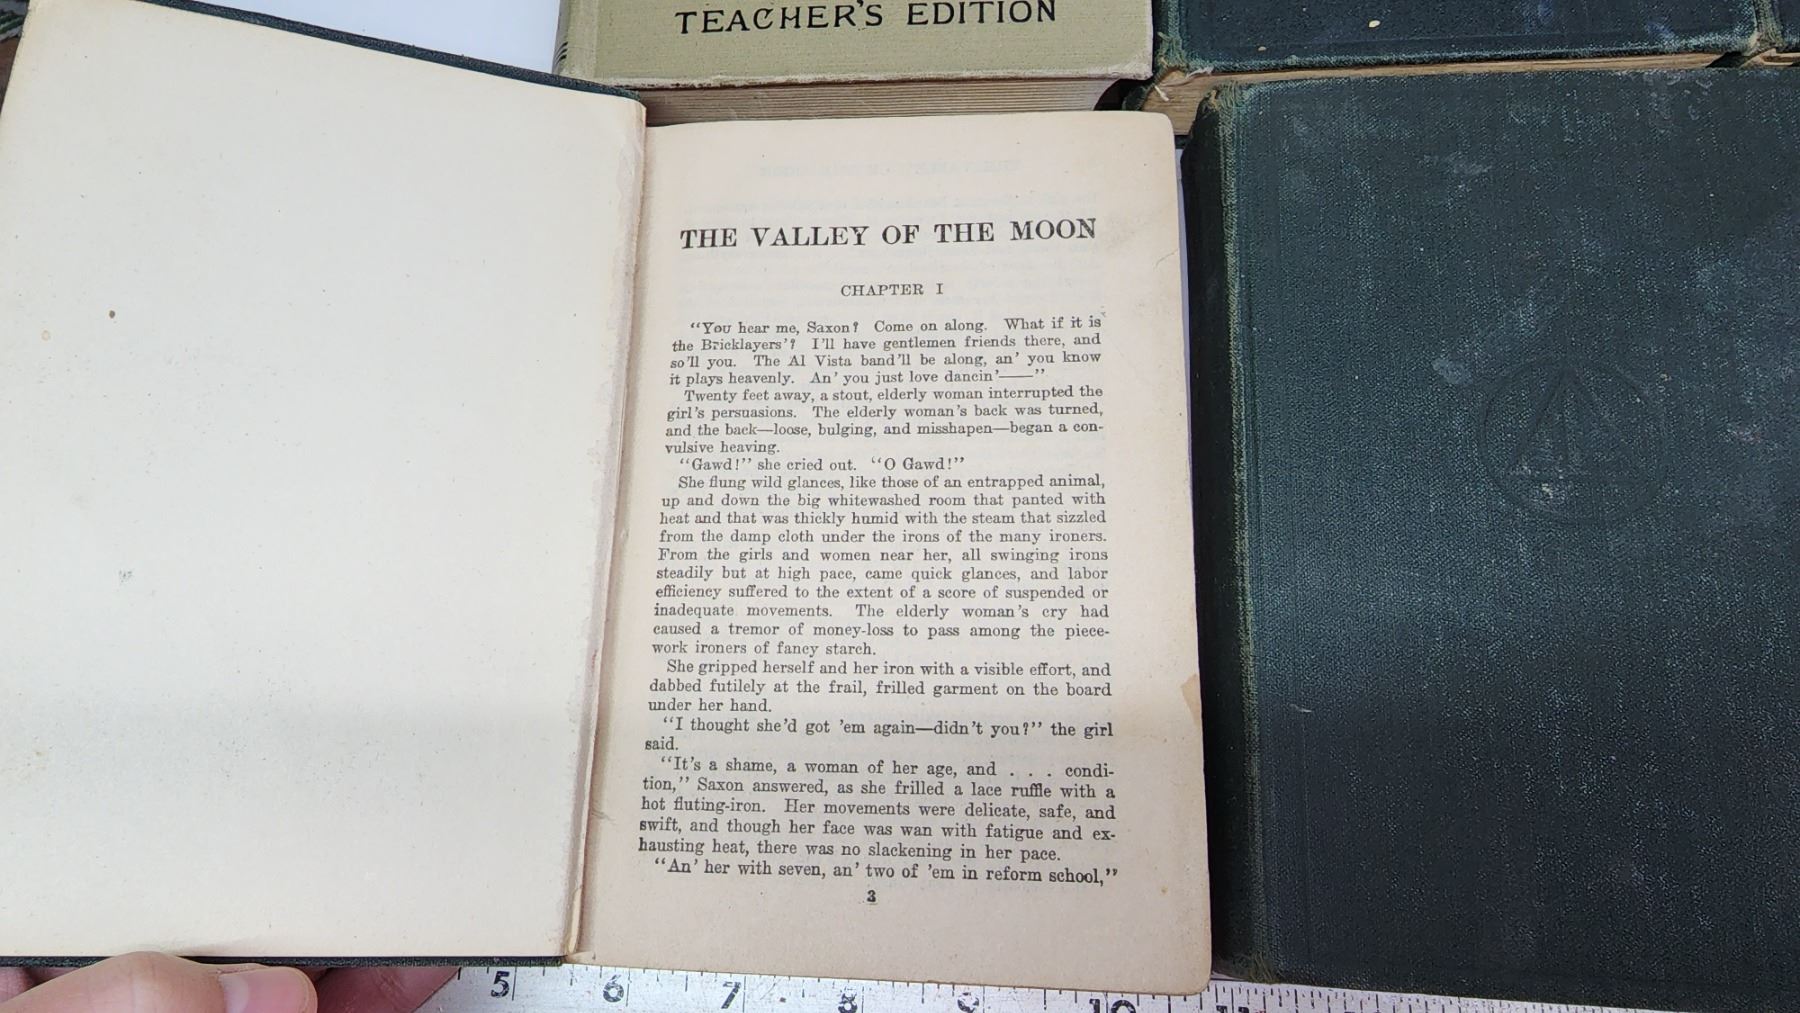 TEACHER'S EDITION
THE VALLEY OF THE MOON
CHAPTER I
"You hear me, Saxon? Come on along. What if it is
the Bricklayers'? I'll have gentlemen friends there, and
so'll you. The Al Vista band'll be along, an' you know
it plays heavenly. An' you just love dancin'——"
Twenty feet away, a stout, elderly woman interrupted the
girl's persuasions. The elderly woman's back was turned,
and the back—loose, bulging, and misshapen—began a con-
vulsive heaving.
"Gawd!" she cried out. "O Gawd!"
She flung wild glances, like those of an entrapped animal,
up and down the big whitewashed room that panted with
heat and that was thickly humid with the steam that sizzled
from the damp cloth under the irons of the many ironers.
From the girls and women near her, all swinging irons
steadily but at high pace, came quick glances, and labor
efficiency suffered to the extent of a score of suspended or
inadequate movements. The elderly woman's cry had
caused a tremor of money-loss to pass among the piece-
work ironers of fancy starch.
She gripped herself and her iron with a visible effort, and
dabbed futilely at the frail, frilled garment on the board
under her hand.
"I thought she'd got 'em again—didn't you?" the girl
said.
"It's a shame, a woman of her age, and . . . condi-
tion," Saxon answered, as she frilled a lace ruffle with a
hot fluting-iron. Her movements were delicate, safe, and
swift, and though her face was wan with fatigue and ex-
hausting heat, there was no slackening in her pace.
"An' her with seven, an' two of 'em in reform school,"
3
5 6 7 8 9 10 11